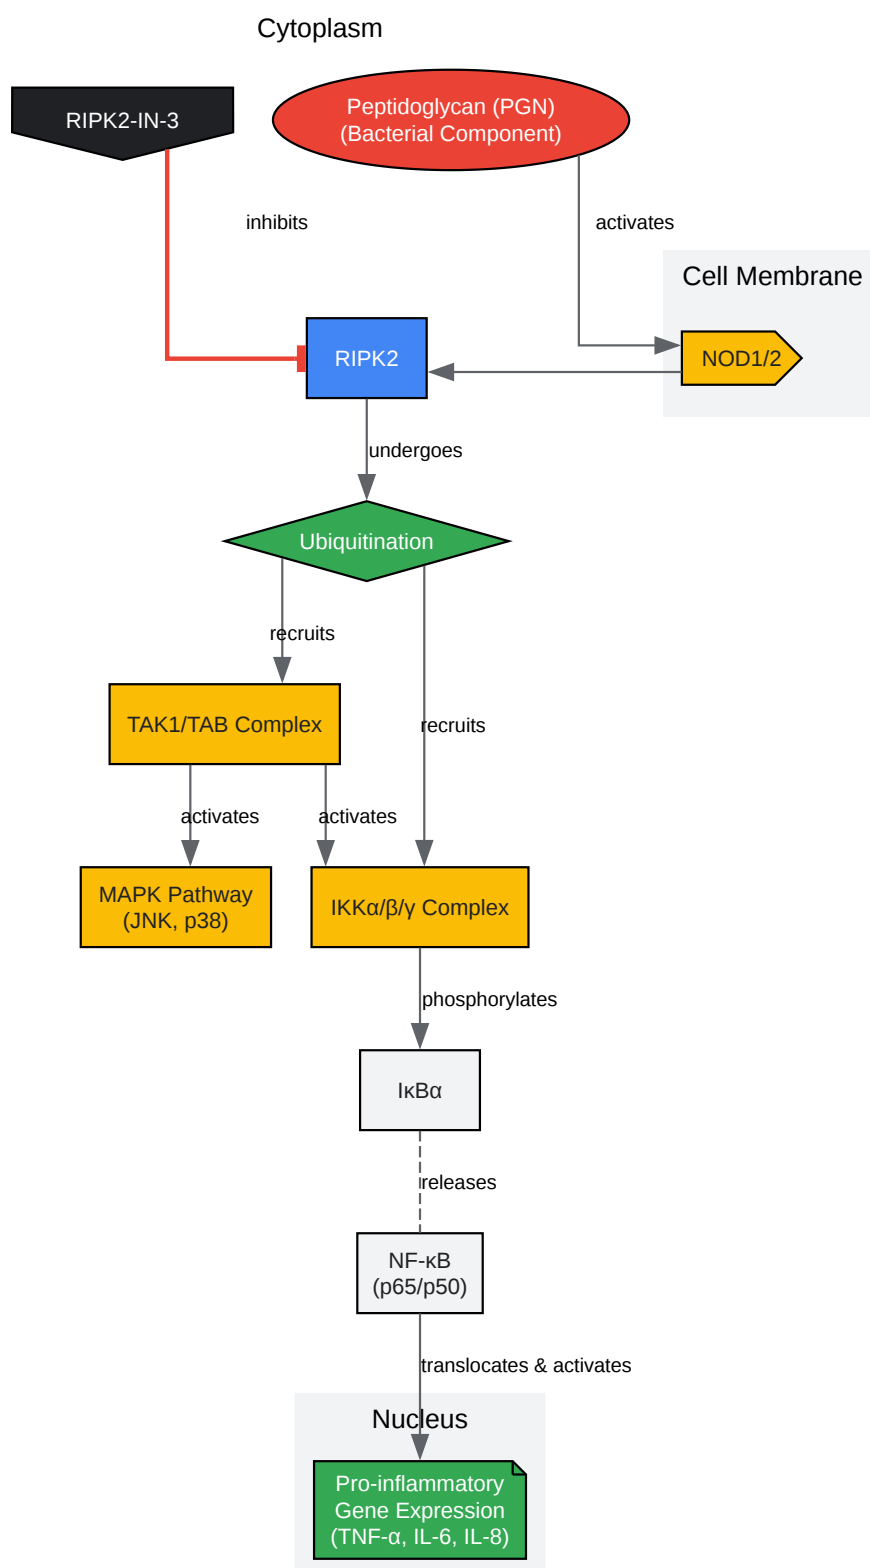 Cytoplasm
RIPK2-IN-3
Peptidoglycan (PGN)
(Bacterial Component)
inhibits
activates
Cell Membrane
NOD1/2
RIPK2
undergoes
Ubiquitination
recruits
TAK1/TAB Complex
recruits
activates
activates
MAPK Pathway
(JNK, p38)
IKKα/β/γ Complex
phosphorylates
IκBα
releases
NF-κB
(p65/p50)
translocates & activates
Nucleus
Pro-inflammatory
Gene Expression
(TNF-α, IL-6, IL-8)